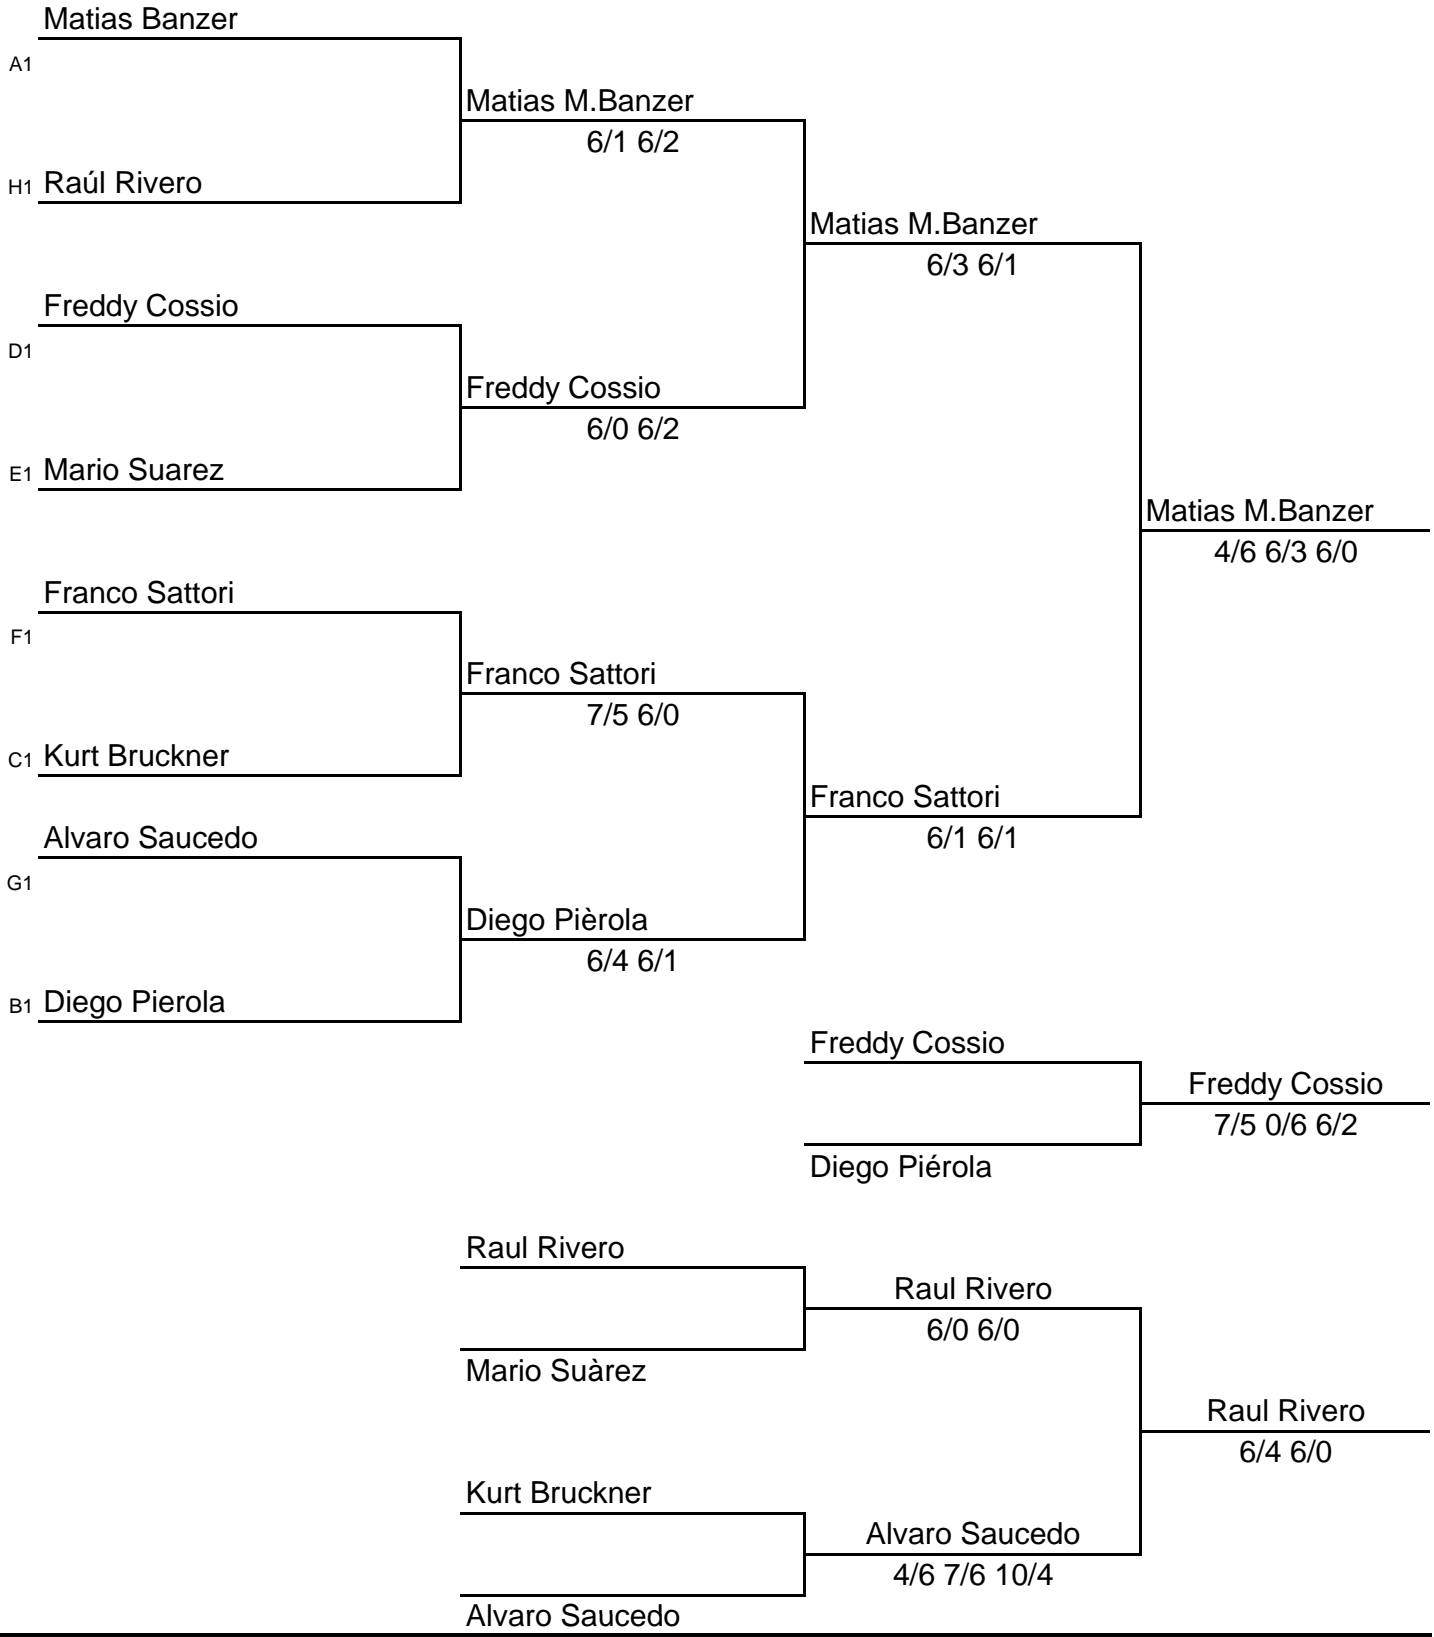 Matias Banzer
A1
Matias M.Banzer
6/1 6/2
H1 Raúl Rivero
Matias M.Banzer
6/3 6/1
Freddy Cossio
D1
Freddy Cossio
6/0 6/2
E1 Mario Suarez
Matias M.Banzer
4/6 6/3 6/0
Franco Sattori
F1
Franco Sattori
7/5 6/0
C1 Kurt Bruckner
Franco Sattori
6/1 6/1
Alvaro Saucedo
G1
Diego Pièrola
6/4 6/1
B1 Diego Pierola
Freddy Cossio
Freddy Cossio
7/5 0/6 6/2
Diego Piérola
Raul Rivero
Raul Rivero
6/0 6/0
Mario Suàrez
Raul Rivero
6/4 6/0
Kurt Bruckner
Alvaro Saucedo
4/6 7/6 10/4
Alvaro Saucedo